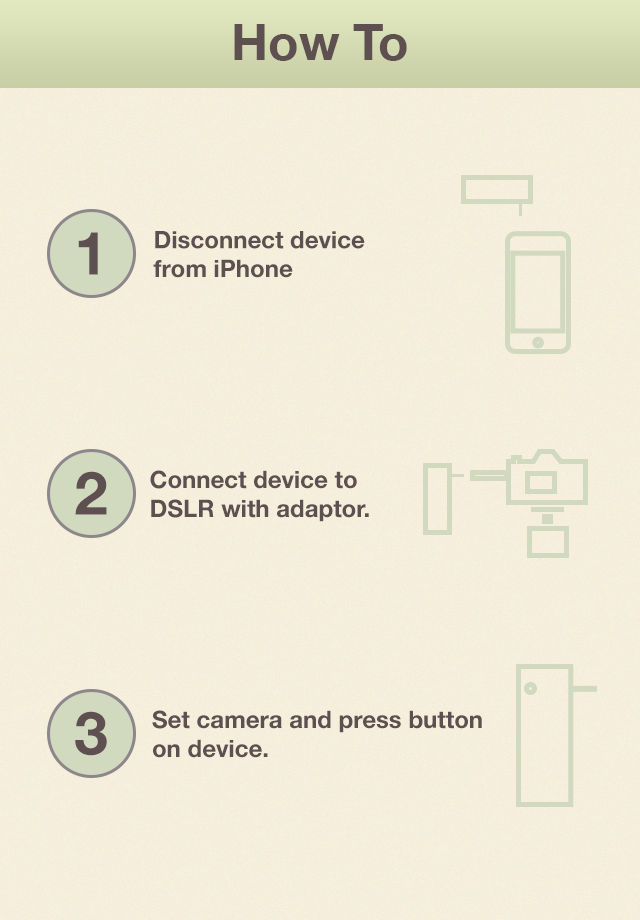 How To
1
Disconnect device
from iPhone
2
Connect device to
DSLR with adaptor.
3
Set camera and press button
on device.